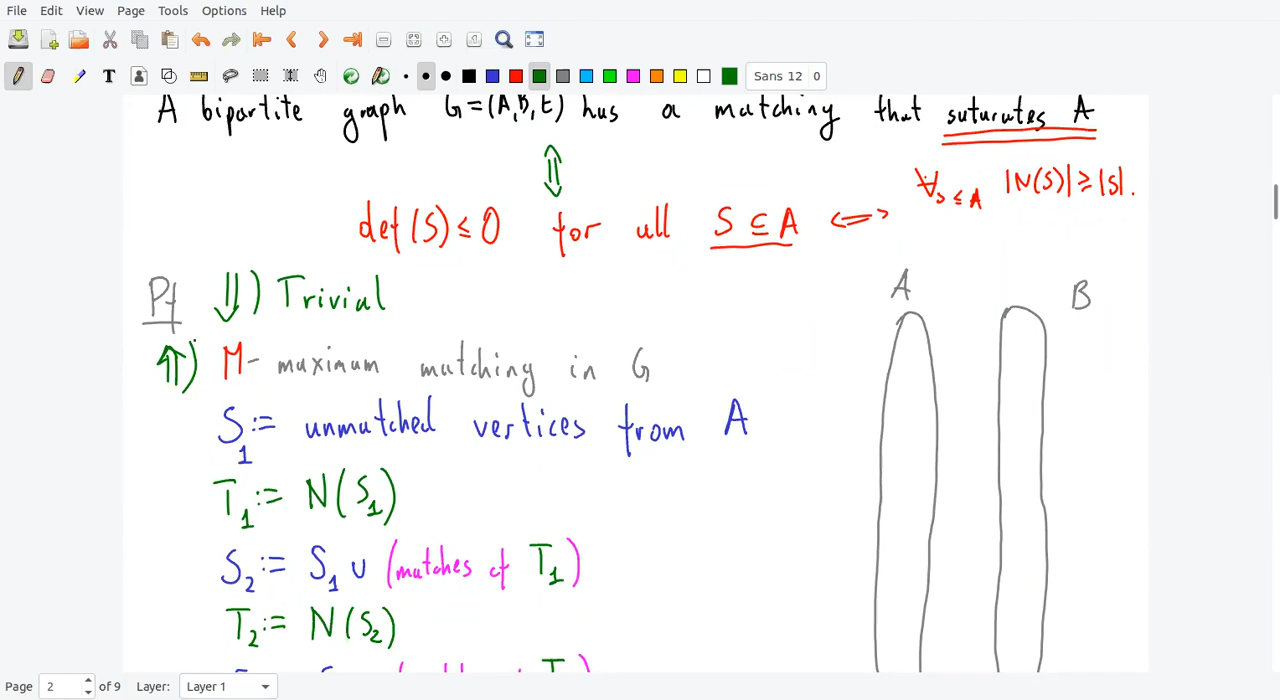 File Edit View Page Tools Options Help
Sans 12 0
A bipartite graph G=(A,B,E) has a matching that suturates A
⇕
def(S)≤0 for all S⊆A ⟺ ∀S⊆A |N(S)|≥|S|.
Pf ⇓) Trivial
A B
⇑) M- maximum matching in G
S₁:= unmatched vertices from A
T₁:= N(S₁)
S₂:= S₁ ∪ (matches of T₁)
T₂:= N(S₂)
Page 2 of 9 Layer: Layer 1